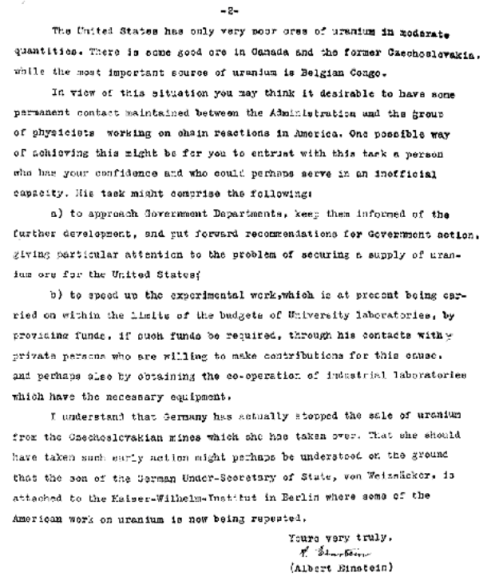 -2-
The United States has only very poor ores of uranium in moderate
quantities. There is some good ore in Canada and the former Czechoslovakia,
while the most important source of uranium is Belgian Congo.
In view of this situation you may think it desirable to have some
permanent contact maintained between the Administration and the group
of physicists working on chain reactions in America. One possible way
of achieving this might be for you to entrust with this task a person
who has your confidence and who could perhaps serve in an inofficial
capacity. His task might comprise the following:
a) to approach Government Departments, keep them informed of the
further development, and put forward recommendations for Government action,
giving particular attention to the problem of securing a supply of uran-
ium ore for the United States;
b) to speed up the experimental work,which is at present being car-
ried on within the limits of the budgets of University laboratories, by
providing funds, if such funds be required, through his contacts with y
private persons who are willing to make contributions for this cause,
and perhaps also by obtaining the co-operation of industrial laboratories
which have the necessary equipment.
I understand that Germany has actually stopped the sale of uranium
from the Czechoslovakian mines which she has taken over. That she should
have taken such early action might perhaps be understood on the ground
that the son of the German Under-Secretary of State, von Weizsäcker, is
attached to the Kaiser-Wilhelm-Institut in Berlin where some of the
American work on uranium is now being repeated.
Yours very truly,
A. Einstein
(Albert Einstein)